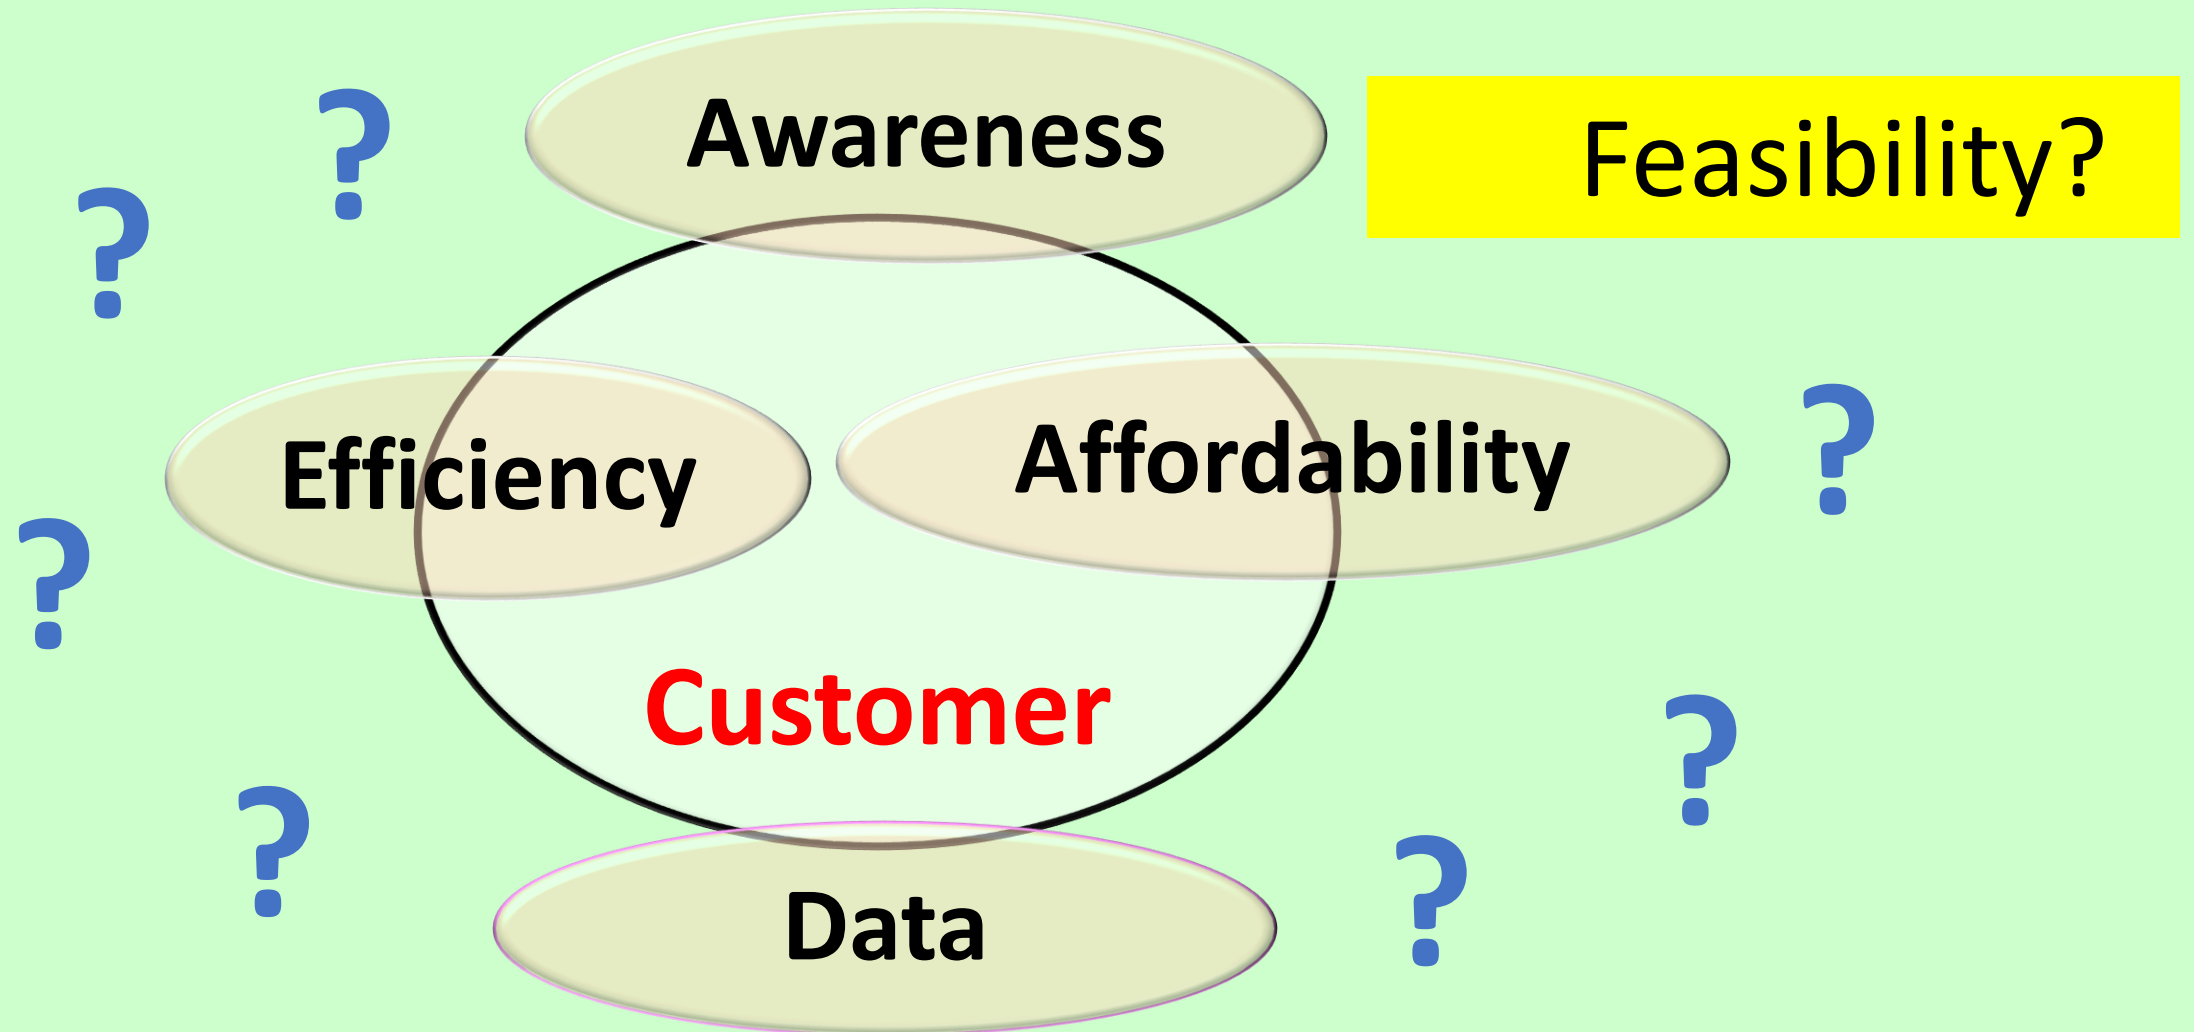 Awareness
Feasibility?
?
?
Efficiency
Affordability
?
?
Customer
?
?
?
Data